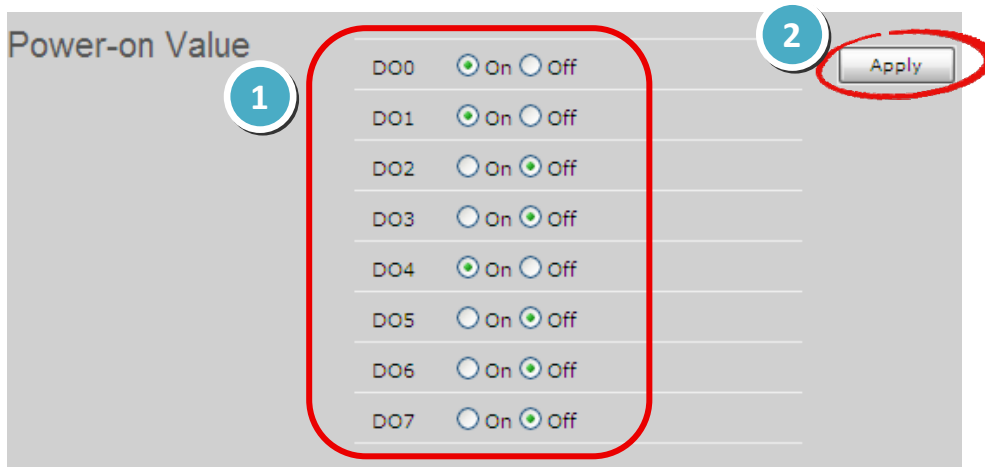 Power-on Value
1
2
Apply
DO0 On Off
DO1 On Off
DO2 On Off
DO3 On Off
DO4 On Off
DO5 On Off
DO6 On Off
DO7 On Off